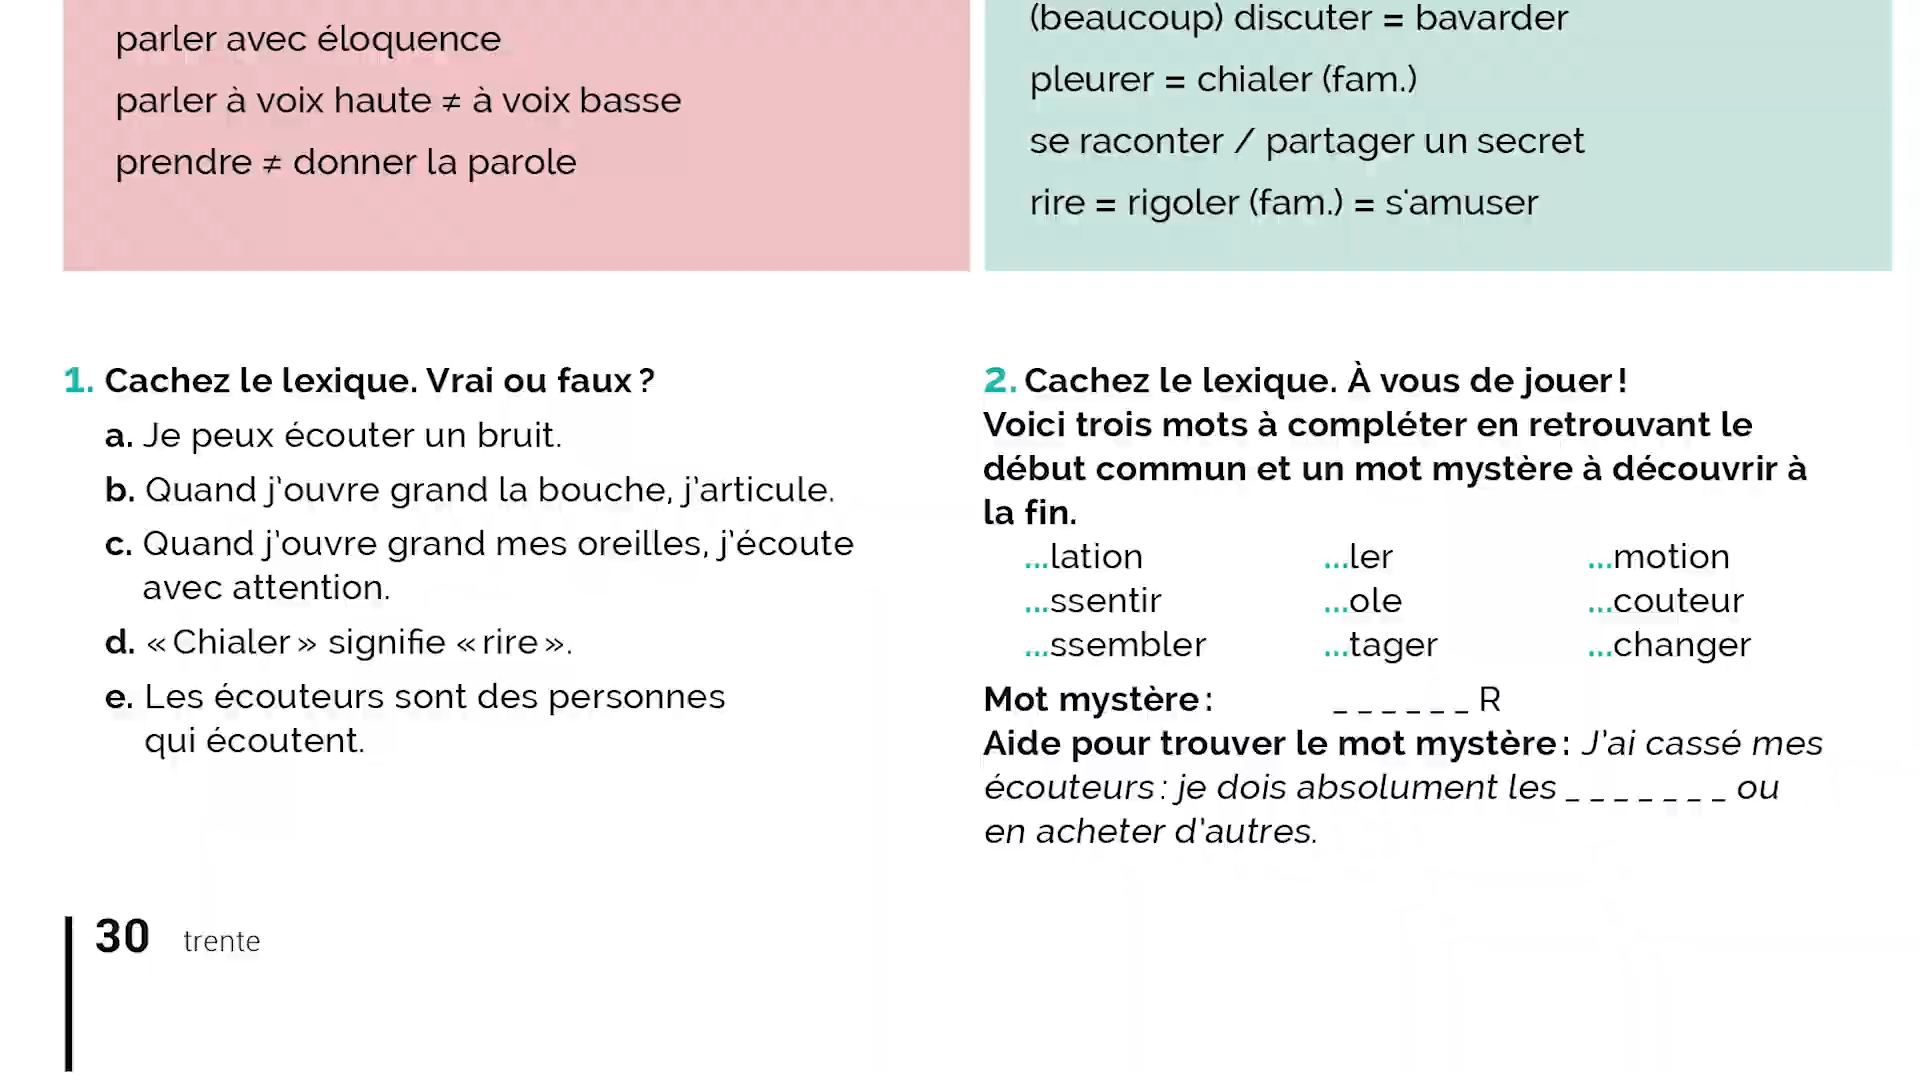 parler avec éloquence
parler à voix haute ≠ à voix basse
prendre ≠ donner la parole
(beaucoup) discuter = bavarder
pleurer = chialer (fam.)
se raconter / partager un secret
rire = rigoler (fam.) = s'amuser
1. Cachez le lexique. Vrai ou faux ?
a. Je peux écouter un bruit.
b. Quand j'ouvre grand la bouche, j'articule.
c. Quand j'ouvre grand mes oreilles, j'écoute
avec attention.
d. « Chialer » signifie « rire ».
e. Les écouteurs sont des personnes
qui écoutent.
2. Cachez le lexique. À vous de jouer !
Voici trois mots à compléter en retrouvant le
début commun et un mot mystère à découvrir à
la fin.
...lation ...ler ...motion
...ssentir ...ole ...couteur
...ssembler ...tager ...changer
Mot mystère : _ _ _ _ _ _ R
Aide pour trouver le mot mystère : J'ai cassé mes
écouteurs : je dois absolument les _ _ _ _ _ _ _ ou
en acheter d'autres.
30 trente